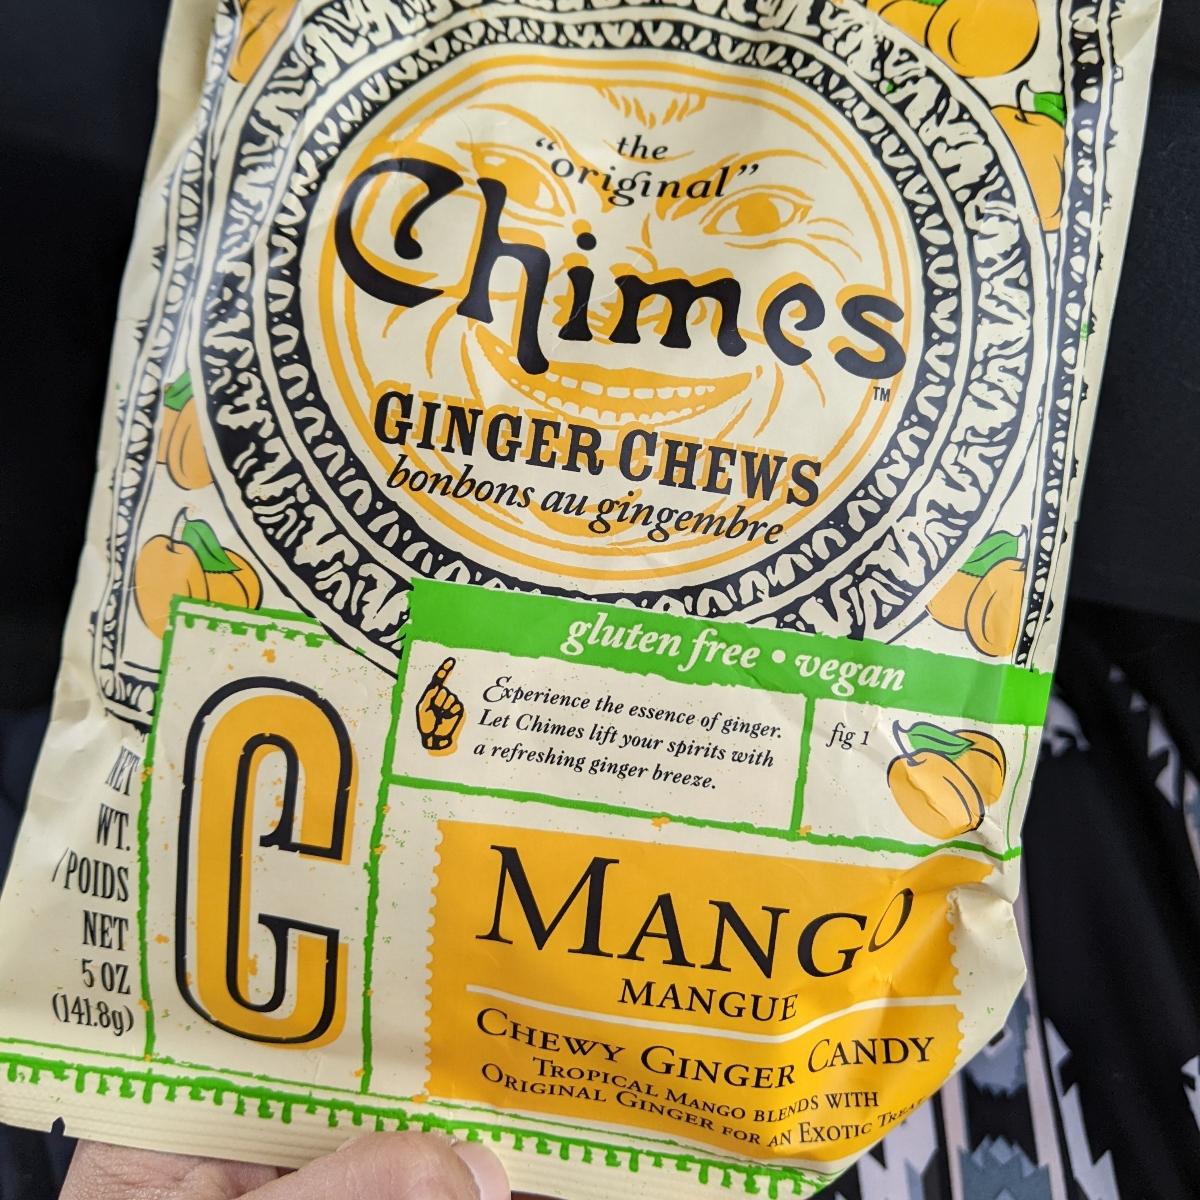 the
"original"
Chimes
TM
GINGER CHEWS
bonbons au gingembre
gluten free • vegan
Experience the essence of ginger.
Let Chimes lift your spirits with
a refreshing ginger breeze.
fig 1
G
NET
WT.
/POIDS
NET
5 OZ
(141.8g)
MANGO
MANGUE
CHEWY GINGER CANDY
TROPICAL MANGO BLENDS WITH
ORIGINAL GINGER FOR AN EXOTIC TREAT